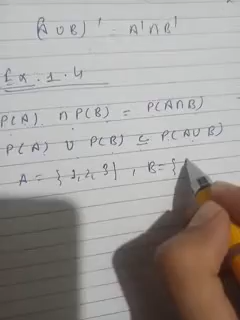 (A ∪ B)' = A' ∩ B'
Ex. 1.4
P(A) ∩ P(B) = P(A∩B)
P(A) ∪ P(B) ⊆ P(A∪B)
A = { 1, 2, 3} , B = {